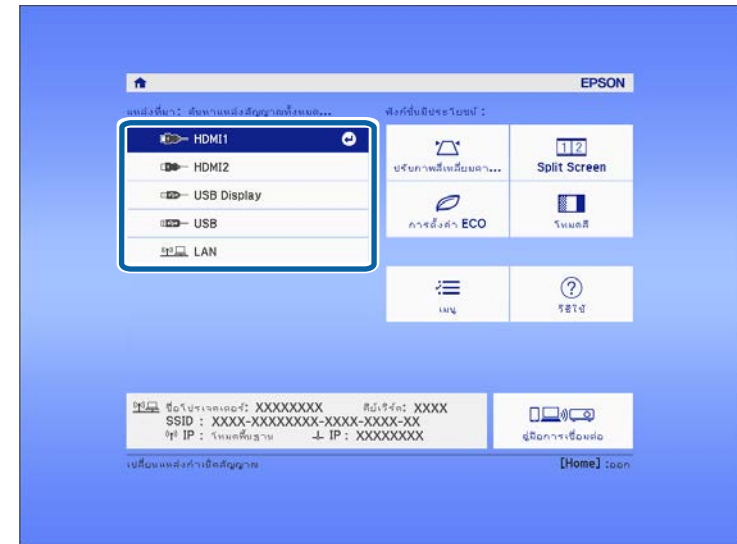 EPSON
แหล่งที่มา: ค้นหาแหล่งสัญญาณทั้งหมด...
HDMI1
HDMI2
USB Display
USB
LAN
ฟังก์ชั่นมีประโยชน์ :
ปรับภาพสี่เหลี่ยมคา...
1 2
Split Screen
การตั้งค่า ECO
โหมดสี
เมนู
วิธีใช้
ชื่อโปรเจคเตอร์: XXXXXXXX คีย์เวิร์ด: XXXX
SSID : XXXX-XXXXXXXX-XXXX-XXXX-XX
IP : โหมดพื้นฐาน IP : XXXXXXXX
คู่มือการเชื่อมต่อ
เปลี่ยนแหล่งกำเนิดสัญญาณ
[Home] :ออก